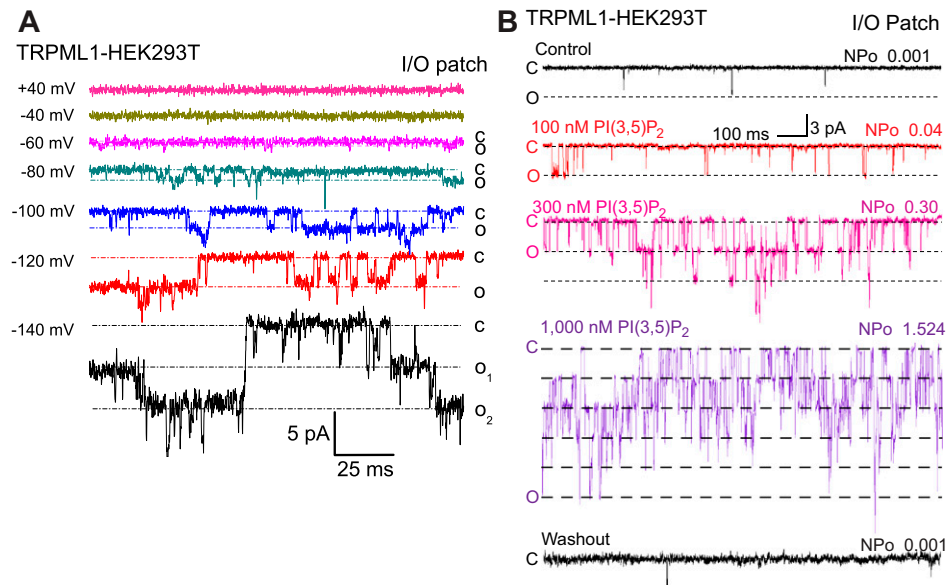 A
TRPML1-HEK293T
I/O patch
+40 mV
-40 mV
-60 mV
C
O
-80 mV
C
O
-100 mV
C
O
-120 mV
C
O
-140 mV
C
O1
O2
5 pA
25 ms
B
TRPML1-HEK293T
I/O Patch
Control
NPo 0.001
C
O
100 nM PI(3,5)P2
100 ms
3 pA
NPo 0.04
C
O
300 nM PI(3,5)P2
NPo 0.30
C
O
1,000 nM PI(3,5)P2
NPo 1.524
C
O
Washout
NPo 0.001
C